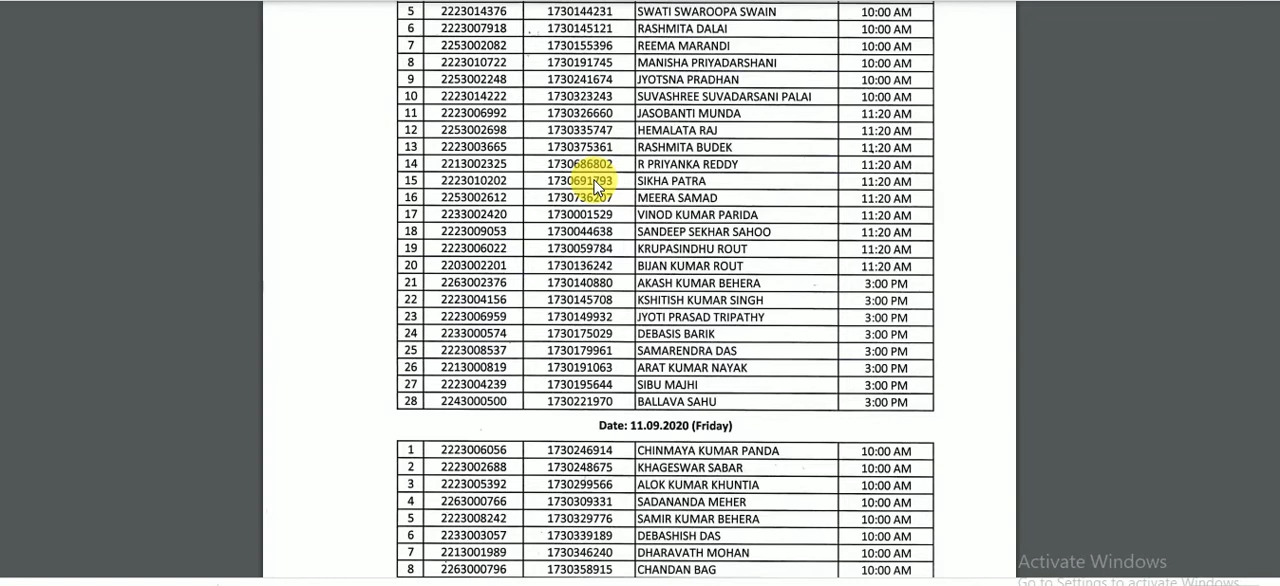 5 2223014376 1730144231 SWATI SWAROOPA SWAIN 10:00 AM
6 2223007918 1730145121 RASHMITA DALAI 10:00 AM
7 2253002082 1730155396 REEMA MARANDI 10:00 AM
8 2223010722 1730191745 MANISHA PRIYADARSHANI 10:00 AM
9 2253002248 1730241674 JYOTSNA PRADHAN 10:00 AM
10 2223014222 1730323243 SUVASHREE SUVADARSANI PALAI 10:00 AM
11 2223006992 1730326660 JASOBANTI MUNDA 11:20 AM
12 2253002698 1730335747 HEMALATA RAJ 11:20 AM
13 2223003665 1730375361 RASHMITA BUDEK 11:20 AM
14 2213002325 1730686802 R PRIYANKA REDDY 11:20 AM
15 2223010202 1730691793 SIKHA PATRA 11:20 AM
16 2253002612 1730736207 MEERA SAMAD 11:20 AM
17 2233002420 1730001529 VINOD KUMAR PARIDA 11:20 AM
18 2223009053 1730044638 SANDEEP SEKHAR SAHOO 11:20 AM
19 2223006022 1730059784 KRUPASINDHU ROUT 11:20 AM
20 2203002201 1730136242 BIJAN KUMAR ROUT 11:20 AM
21 2263002376 1730140880 AKASH KUMAR BEHERA 3:00 PM
22 2223004156 1730145708 KSHITISH KUMAR SINGH 3:00 PM
23 2223006959 1730149932 JYOTI PRASAD TRIPATHY 3:00 PM
24 2233000574 1730175029 DEBASIS BARIK 3:00 PM
25 2223008537 1730179961 SAMARENDRA DAS 3:00 PM
26 2213000819 1730191063 ARAT KUMAR NAYAK 3:00 PM
27 2223004239 1730195644 SIBU MAJHI 3:00 PM
28 2243000500 1730221970 BALLAVA SAHU 3:00 PM
Date: 11.09.2020 (Friday)
1 2223006056 1730246914 CHINMAYA KUMAR PANDA 10:00 AM
2 2223002688 1730248675 KHAGESWAR SABAR 10:00 AM
3 2223005392 1730299566 ALOK KUMAR KHUNTIA 10:00 AM
4 2263000766 1730309331 SADANANDA MEHER 10:00 AM
5 2223008242 1730329776 SAMIR KUMAR BEHERA 10:00 AM
6 2233003057 1730339189 DEBASHISH DAS 10:00 AM
7 2213001989 1730346240 DHARAVATH MOHAN 10:00 AM
8 2263000796 1730358915 CHANDAN BAG 10:00 AM
Activate Windows
Go to Settings to activate Windows.